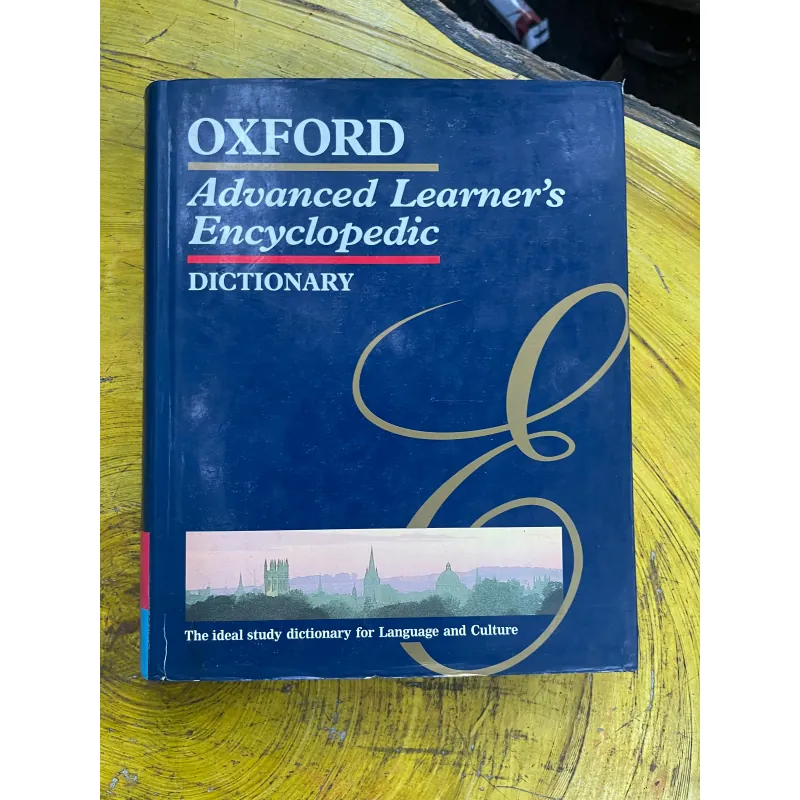 OXFORD
Advanced Learner's
Encyclopedic
DICTIONARY
The ideal study dictionary for Language and Culture